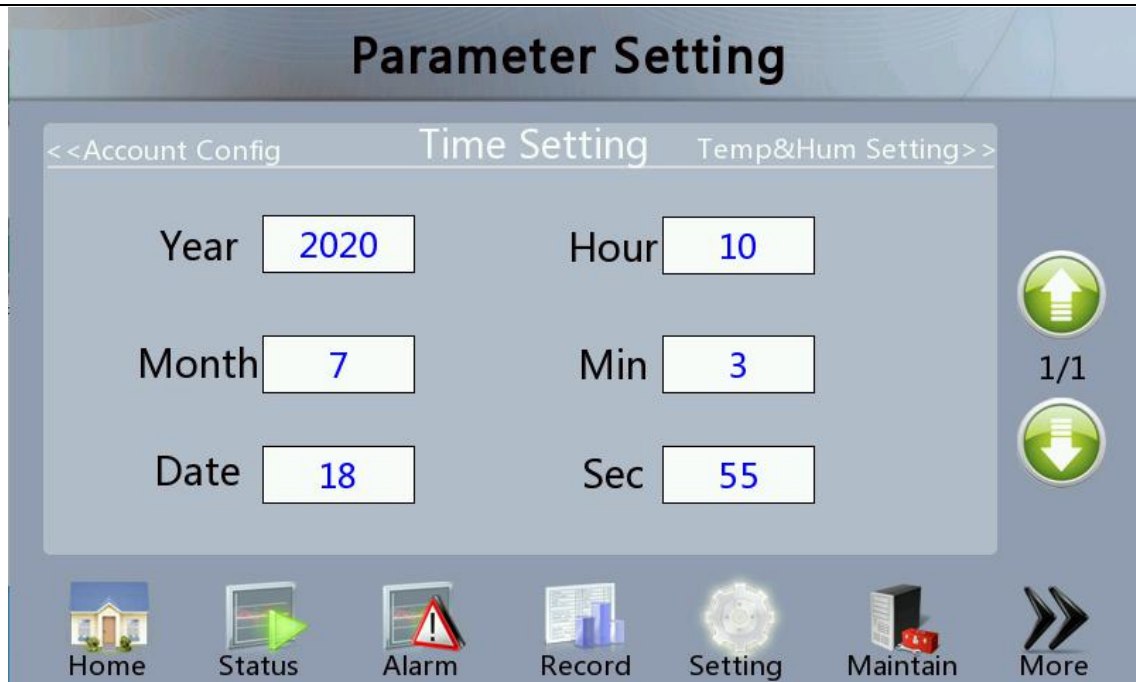 Parameter Setting
<<Account Config Time Setting Temp&Hum Setting>>
Year 2020 Hour 10
Month 7 Min 3
1/1
Date 18 Sec 55
Home Status Alarm Record Setting Maintain More